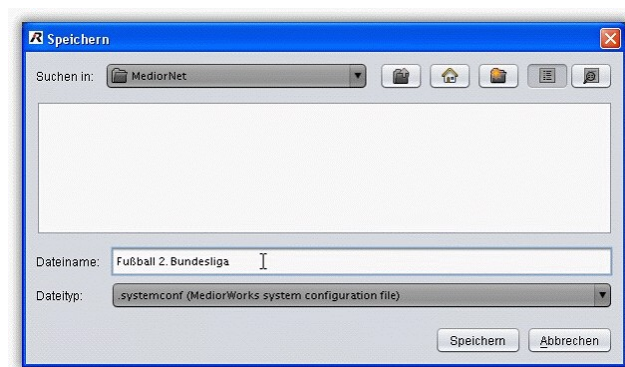 Speichern
Suchen in: MediorNet
Dateiname: Fußball 2. Bundesliga
Dateityp: .systemconf (MediorWorks system configuration file)
Speichern Abbrechen